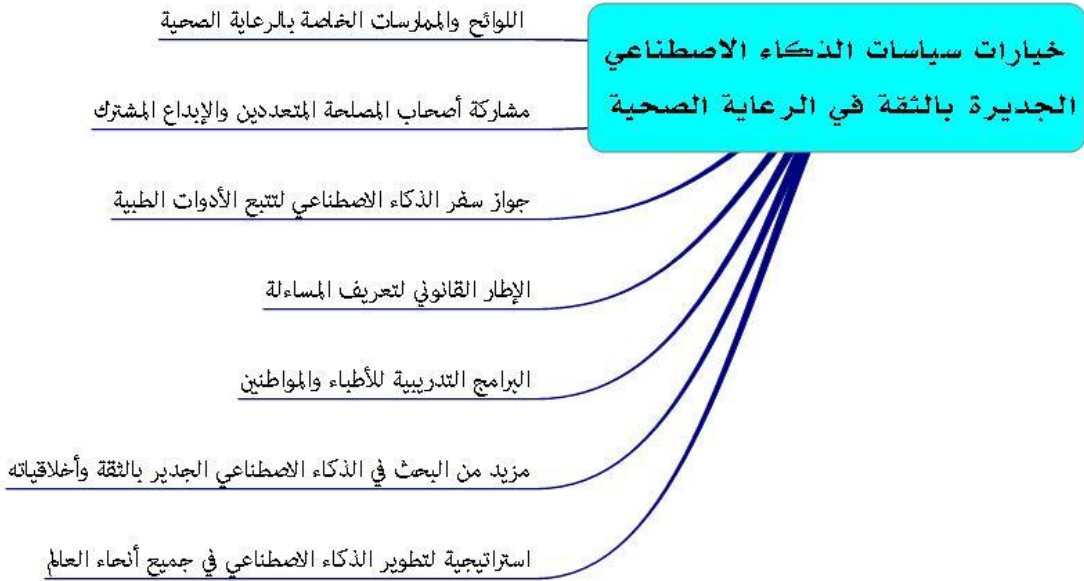 خيارات سياسات الذكاء الاصطناعي
الجديرة بالثقة في الرعاية الصحية
اللوائح والممارسات الخاصة بالرعاية الصحية
مشاركة أصحاب المصلحة المتعددين والإبداع المشترك
جواز سفر الذكاء الاصطناعي لتتبع الأدوات الطبية
الإطار القانوني لتعريف المساءلة
البرامج التدريبية للأطباء والمواطنين
مزيد من البحث في الذكاء الاصطناعي الجدير بالثقة وأخلاقياته
استراتيجية لتطوير الذكاء الاصطناعي في جميع أنحاء العالم